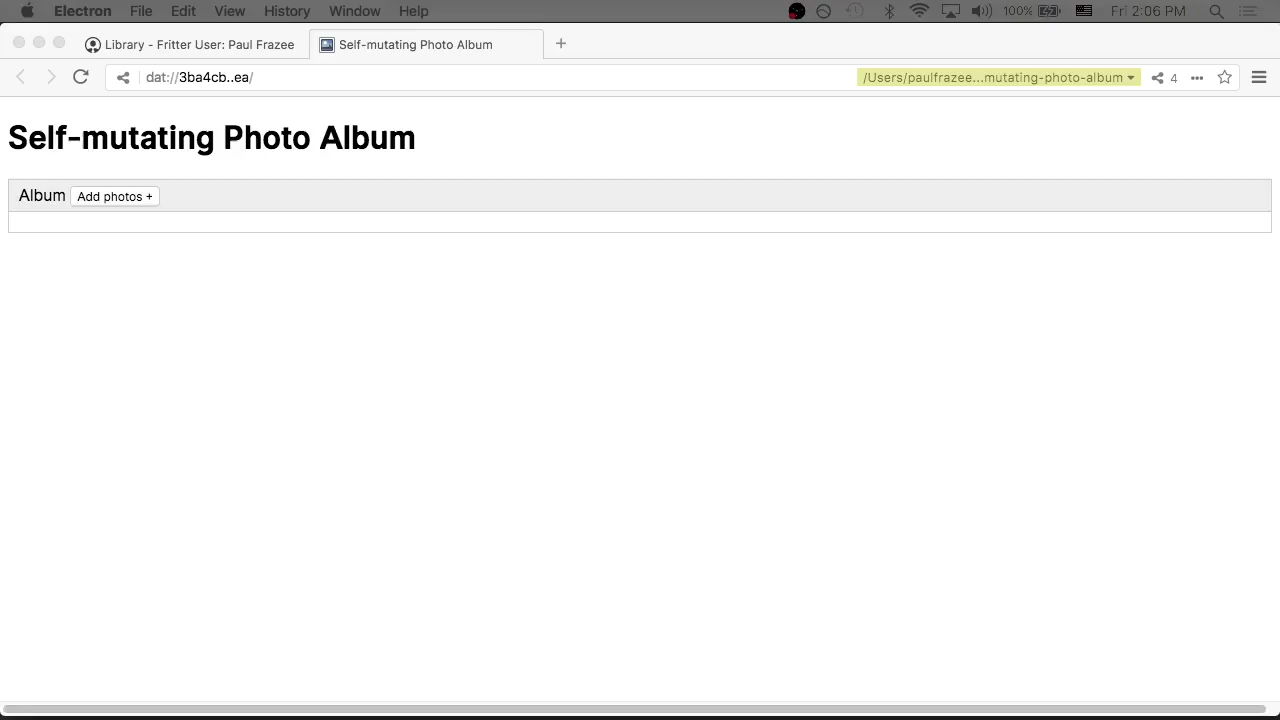 Electron File Edit View History Window Help 100% Fri 2:06 PM
Library - Fritter User: Paul Frazee Self-mutating Photo Album
dat://3ba4cb..ea/ /Users/paulfrazee...mutating-photo-album 4
Self-mutating Photo Album
Album Add photos +